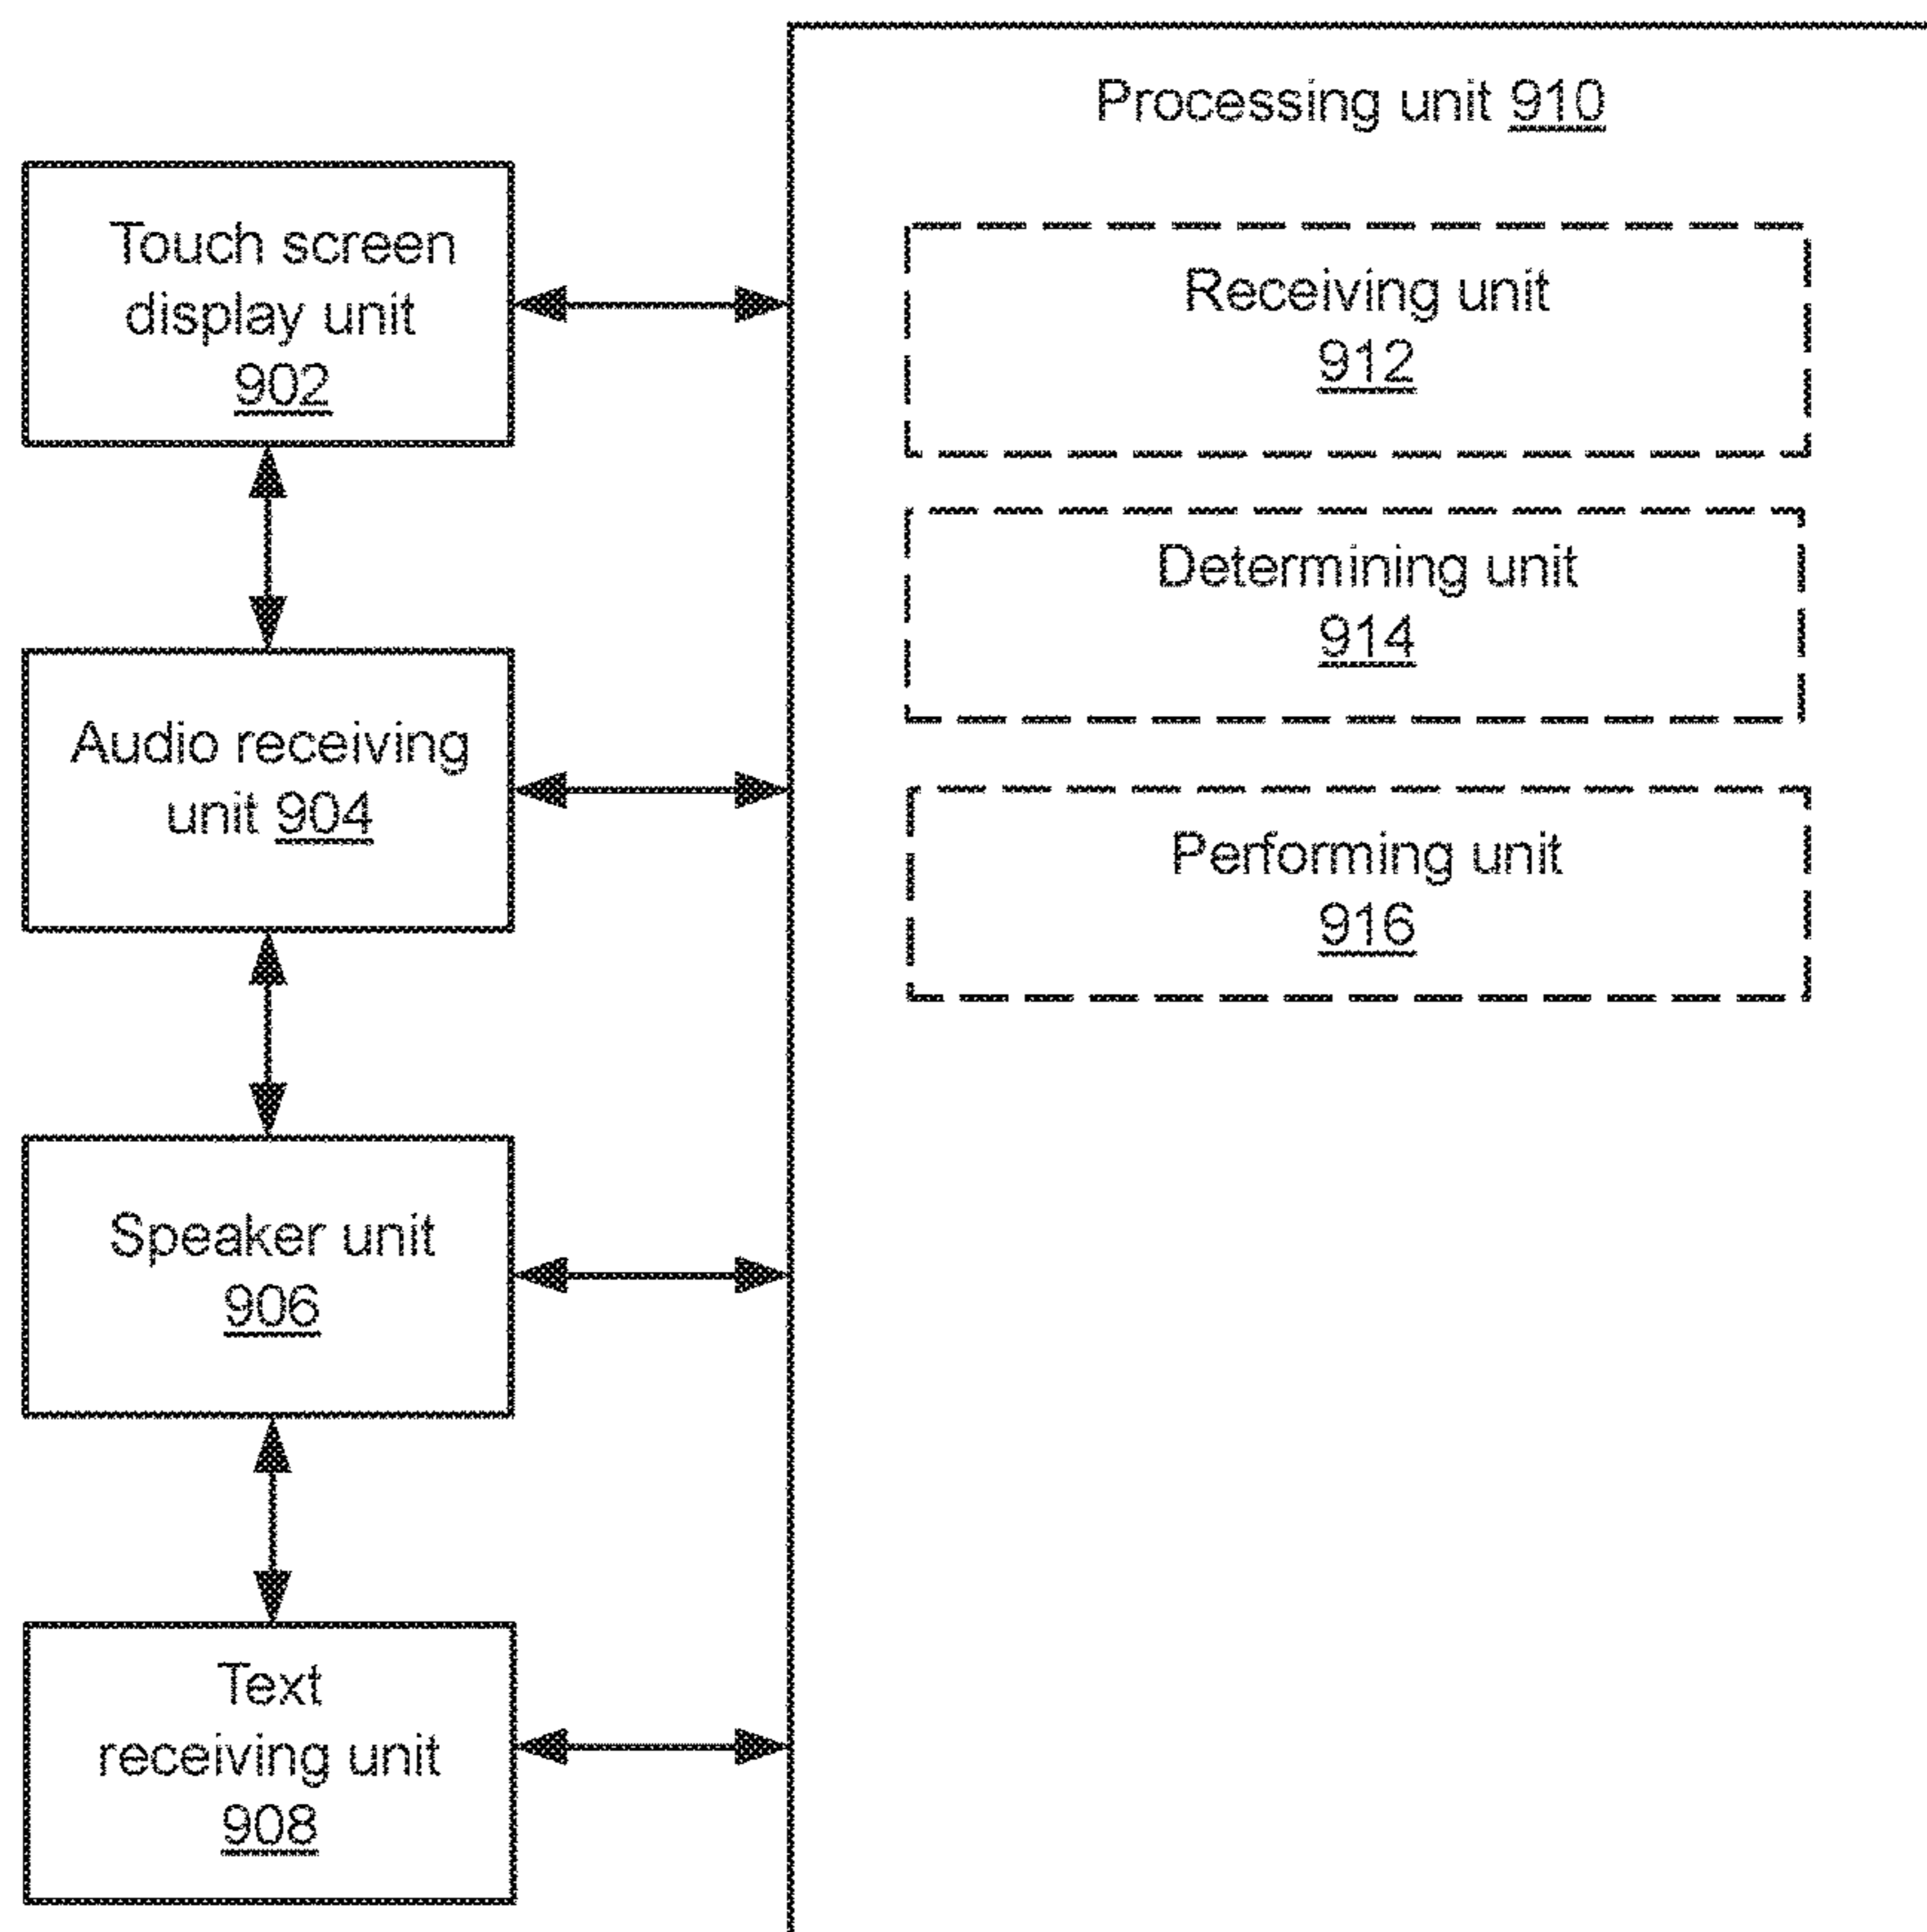 Processing unit 910
Touch screen
display unit
902
Receiving unit
912
Determining unit
914
Audio receiving
unit 904
Performing unit
916
Speaker unit
906
Text
receiving unit
908